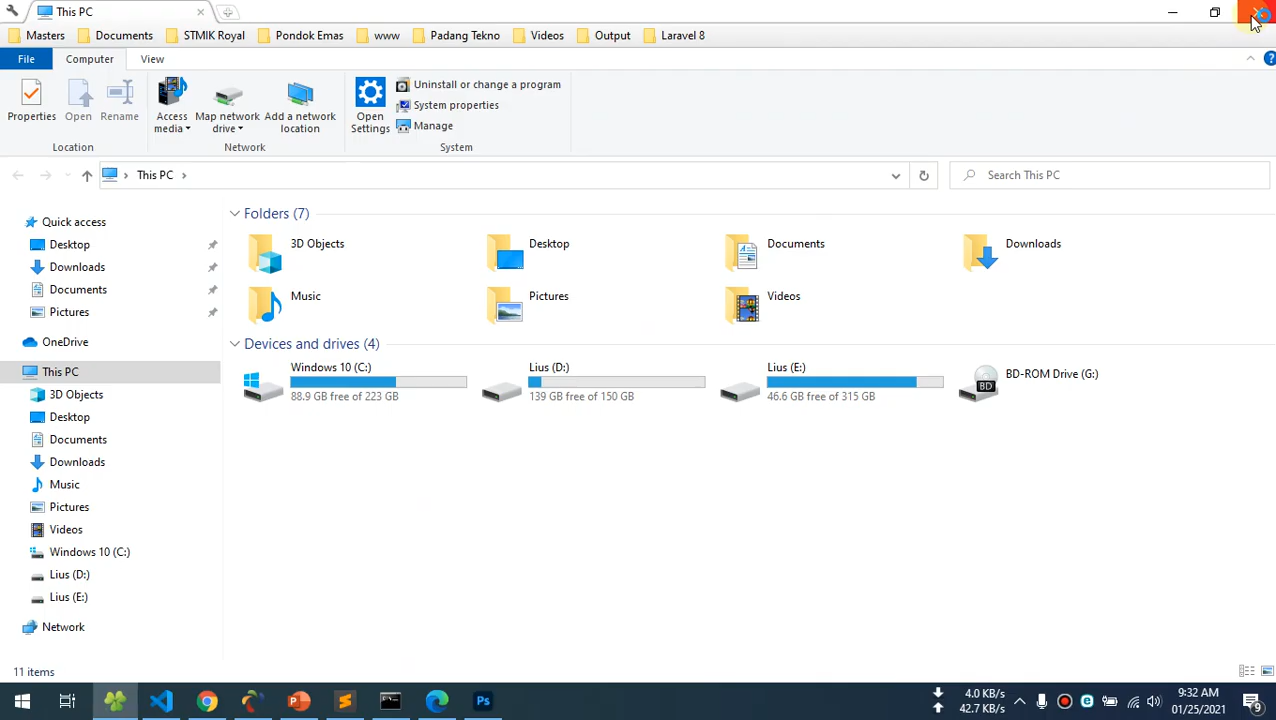 This PC
Masters Documents STMIK Royal Pondok Emas www Padang Tekno Videos Output Laravel 8
File Computer View
Properties
Open
Rename
Location
Access media
Map network drive
Add a network location
Network
Open Settings
Uninstall or change a program
System properties
Manage
System
This PC
Search This PC
Quick access
Desktop
Downloads
Documents
Pictures
OneDrive
This PC
3D Objects
Desktop
Documents
Downloads
Music
Pictures
Videos
Windows 10 (C:)
Lius (D:)
Lius (E:)
Network
Folders (7)
3D Objects
Desktop
Documents
Downloads
Music
Pictures
Videos
Devices and drives (4)
Windows 10 (C:)
88.9 GB free of 223 GB
Lius (D:)
139 GB free of 150 GB
Lius (E:)
46.6 GB free of 315 GB
BD
BD-ROM Drive (G:)
11 items
Ps
4.0 KB/s
42.7 KB/s
9:32 AM
01/25/2021
9